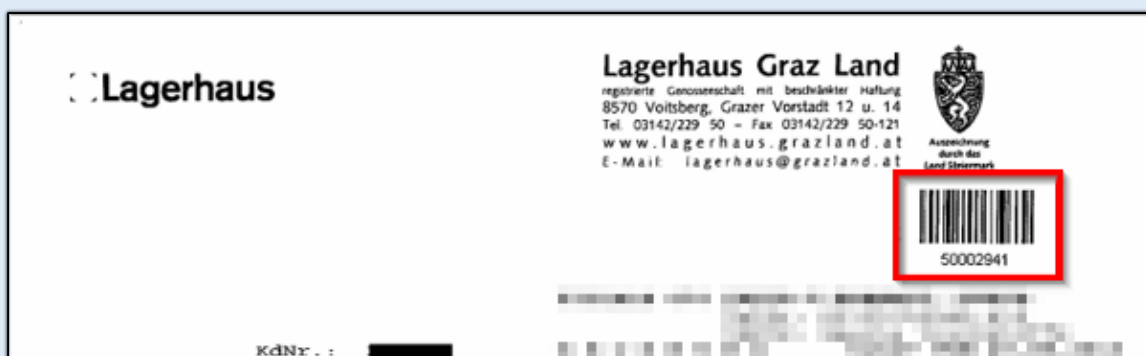 Lagerhaus
Lagerhaus Graz Land
registrierte Genossenschaft mit beschränkter Haftung
8570 Voitsberg, Grazer Vorstadt 12 u. 14
Tel. 03142/229 50 – Fax 03142/229 50-121
www.lagerhaus.grazland.at
E-Mail: lagerhaus@grazland.at
Auszeichnung
durch das
Land Steiermark
50002941
KdNr.: